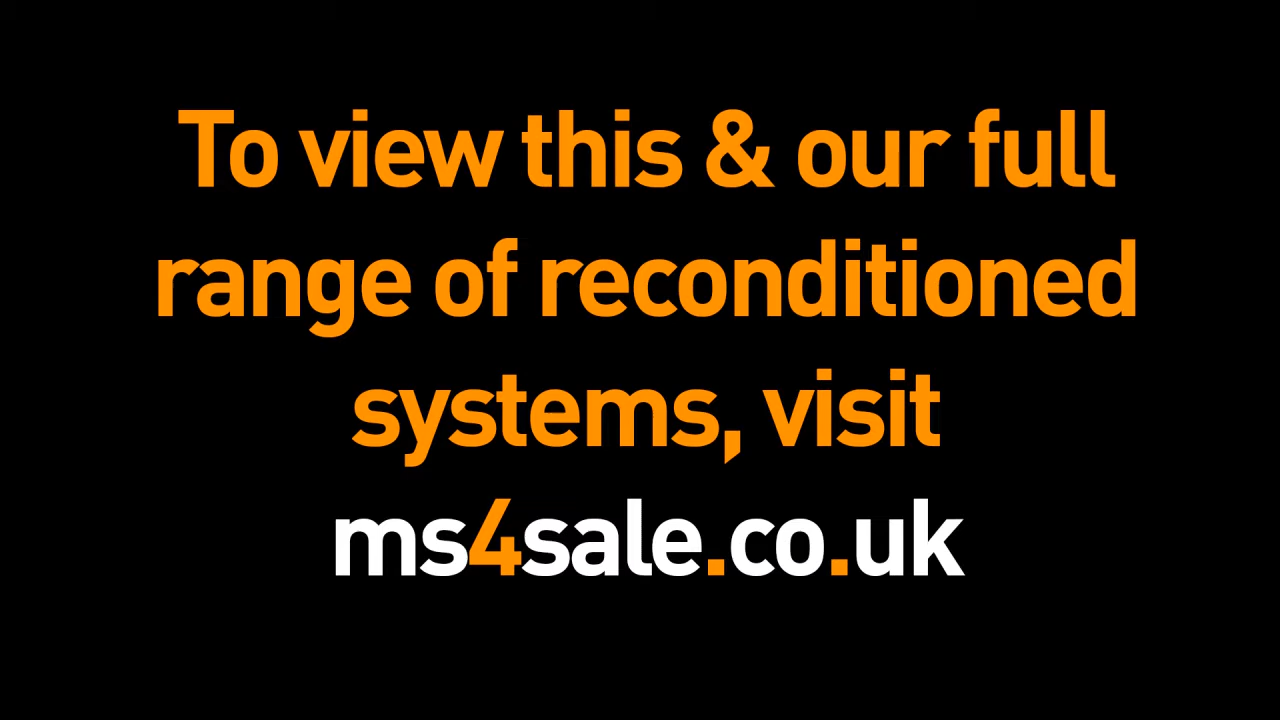 To view this & our full
range of reconditioned
systems, visit
ms4sale.co.uk